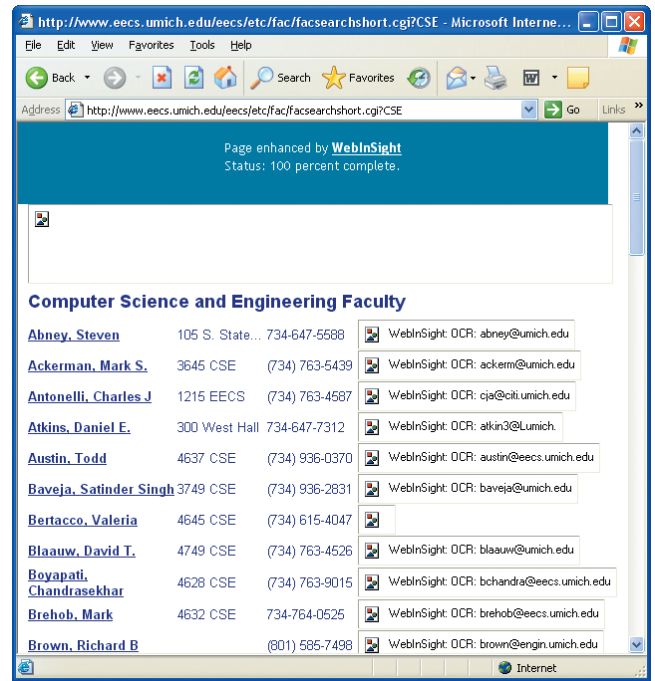 http://www.eecs.umich.edu/eecs/etc/fac/facsearchshort.cgi?CSE - Microsoft Interne...
File Edit View Favorites Tools Help
Back Search Favorites
Address http://www.eecs.umich.edu/eecs/etc/fac/facsearchshort.cgi?CSE Go Links »
Page enhanced by WebInSight
Status: 100 percent complete.
Computer Science and Engineering Faculty
Abney, Steven 105 S. State... 734-647-5588 WebInSight: OCR: abney@umich.edu
Ackerman, Mark S. 3645 CSE (734) 763-5439 WebInSight: OCR: ackerm@umich.edu
Antonelli, Charles J 1215 EECS (734) 763-4587 WebInSight: OCR: cja@citi.umich.edu
Atkins, Daniel E. 300 West Hall 734-647-7312 WebInSight: OCR: atkin3@Lumich.
Austin, Todd 4637 CSE (734) 936-0370 WebInSight: OCR: austin@eecs.umich.edu
Baveja, Satinder Singh 3749 CSE (734) 936-2831 WebInSight: OCR: baveja@umich.edu
Bertacco, Valeria 4645 CSE (734) 615-4047
Blaauw, David T. 4749 CSE (734) 763-4526 WebInSight: OCR: blaauw@umich.edu
Boyapati,
Chandrasekhar 4628 CSE (734) 763-9015 WebInSight: OCR: bchandra@eecs.umich.edu
Brehob, Mark 4632 CSE 734-764-0525 WebInSight: OCR: brehob@eecs.umich.edu
Brown, Richard B (801) 585-7498 WebInSight: OCR: brown@engin.umich.edu
Internet